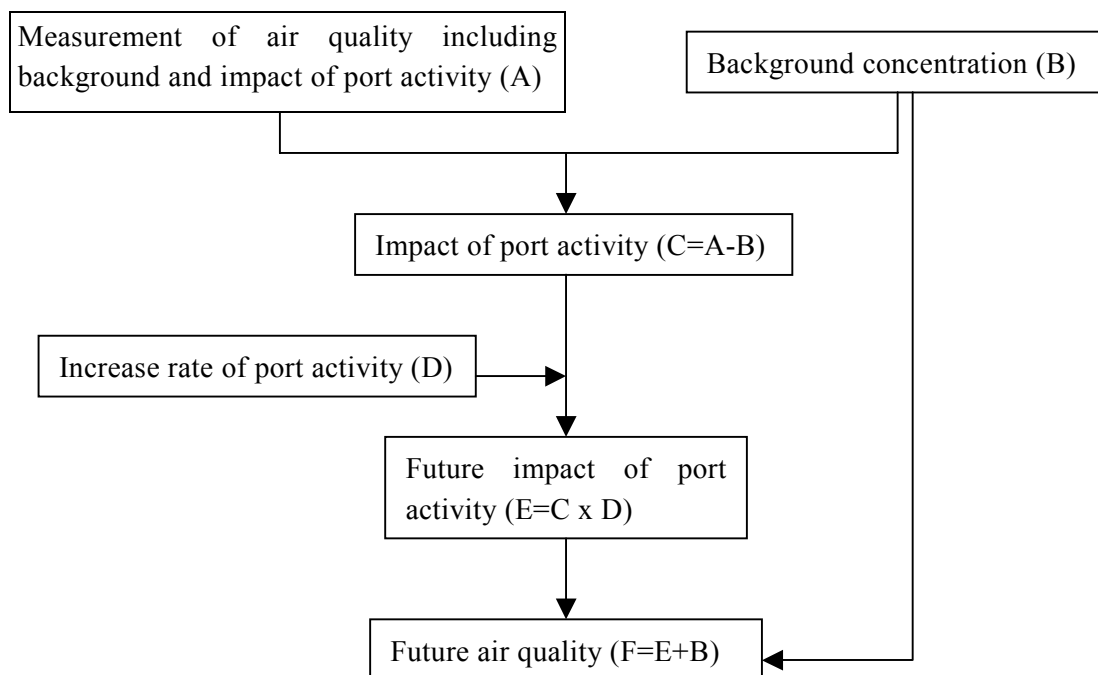 Measurement of air quality including
background and impact of port activity (A)
Background concentration (B)
Impact of port activity (C=A-B)
Increase rate of port activity (D)
Future impact of port
activity (E=C x D)
Future air quality (F=E+B)